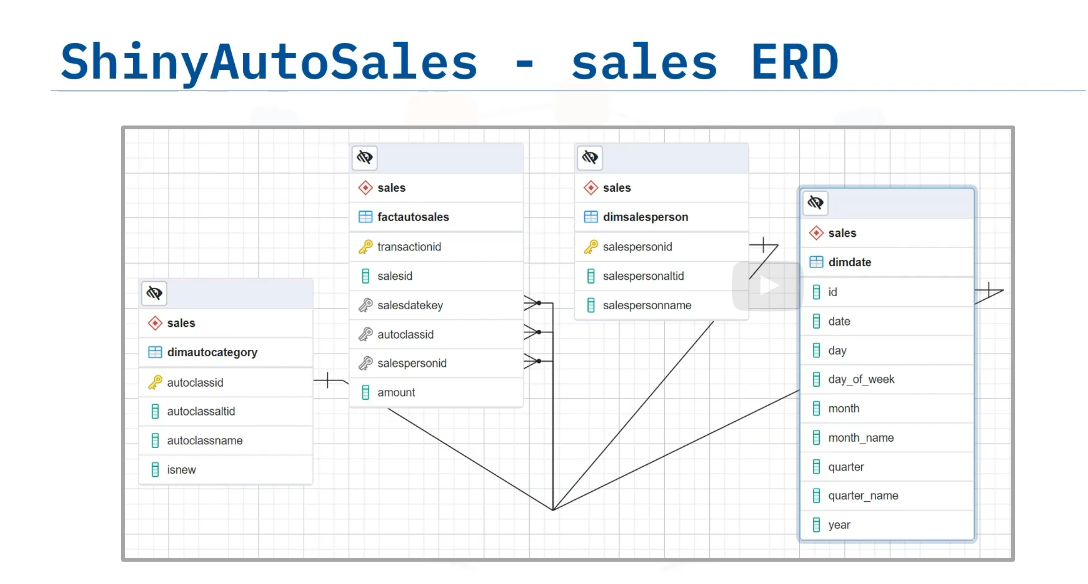 ShinyAutoSales - sales ERD
sales
dimautocategory
autoclassid
autoclassaltid
autoclassname
isnew
sales
factautosales
transactionid
salesid
salesdatekey
autoclassid
salespersonid
amount
sales
dimsalesperson
salespersonid
salespersonaltid
salespersonname
sales
dimdate
id
date
day
day_of_week
month
month_name
quarter
quarter_name
year